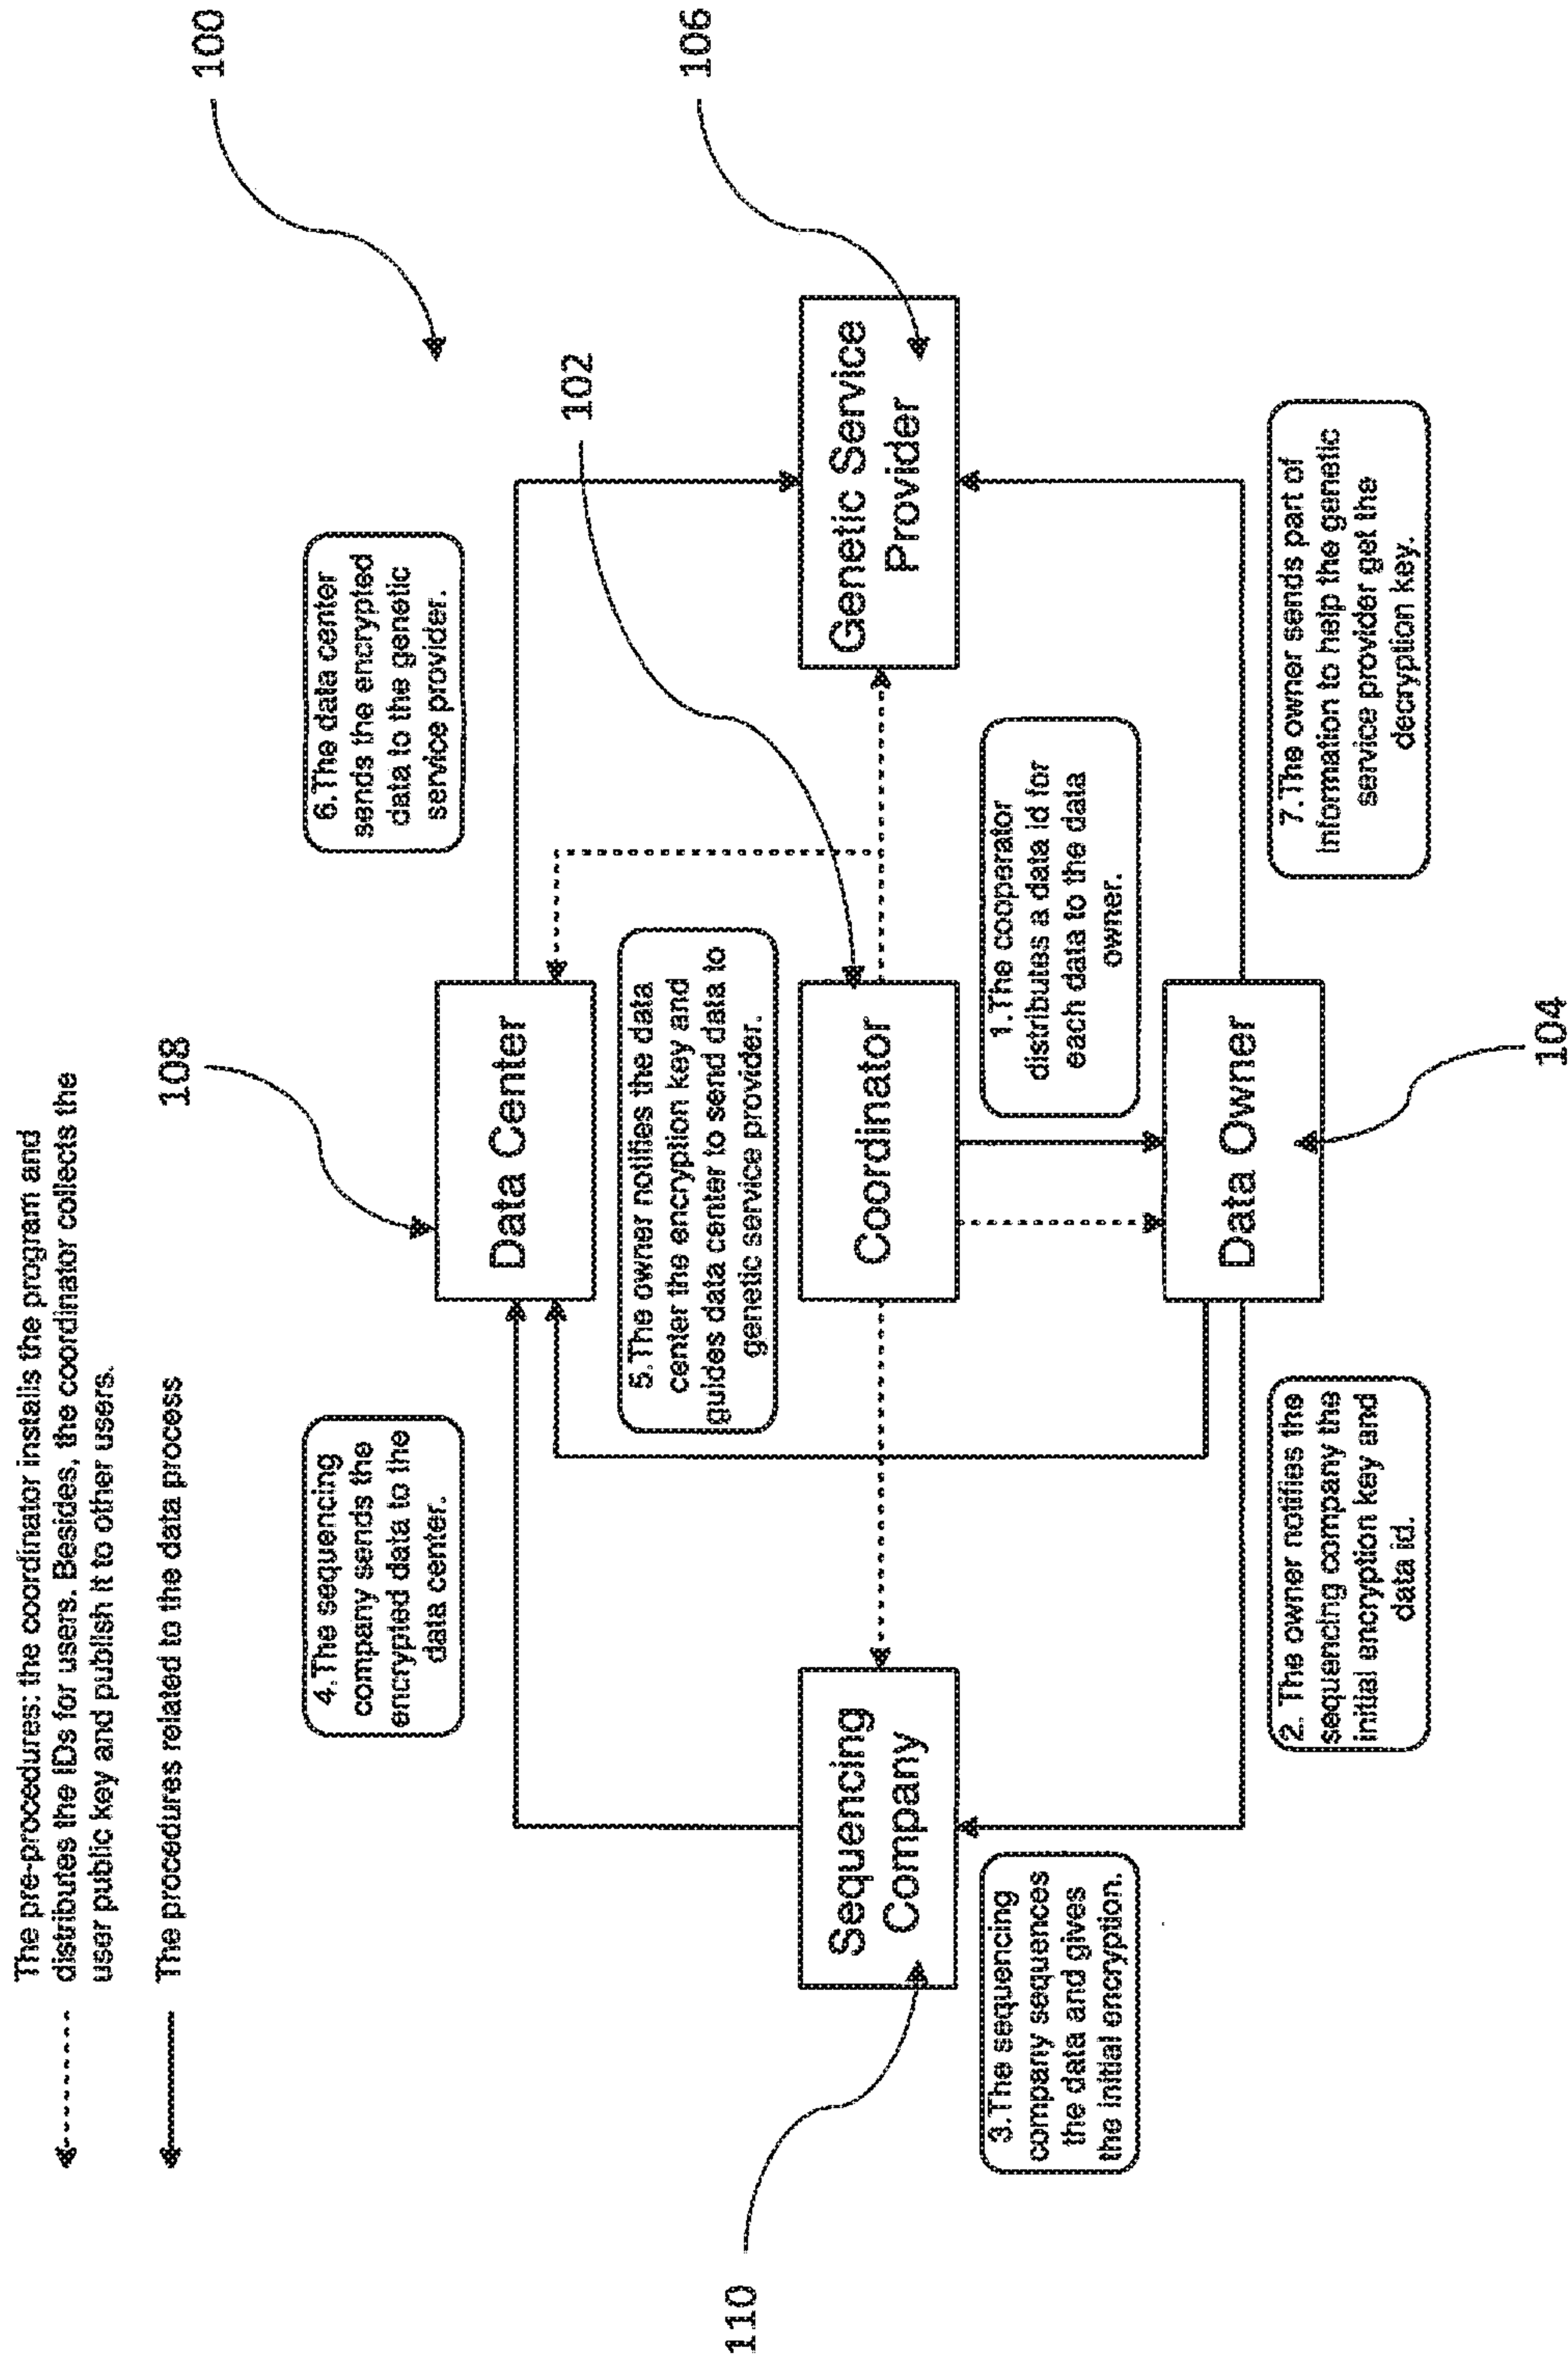 The pre-procedures: the coordinator installs the program and
distributes the IDs for users. Besides, the coordinator collects the
user public key and publish it to other users.
The procedures related to the data process
100
108
4.The sequencing
company sends the
encrypted data to the
data center.
6.The data center
sends the encrypted
data to the genetic
service provider.
Data Center
102
106
5.The owner notifies the data
center the encryption key and
guides data center to send data to
genetic service provider.
110
Sequencing
Company
Coordinator
Genetic Service
Provider
3.The sequencing
company sequences
the data and gives
the initial encryption.
1.The cooperator
distributes a data id for
each data to the data
owner.
Data Owner
2. The owner notifies the
sequencing company the
initial encryption key and
data id.
7.The owner sends part of
information to help the genetic
service provider get the
decryption key.
104